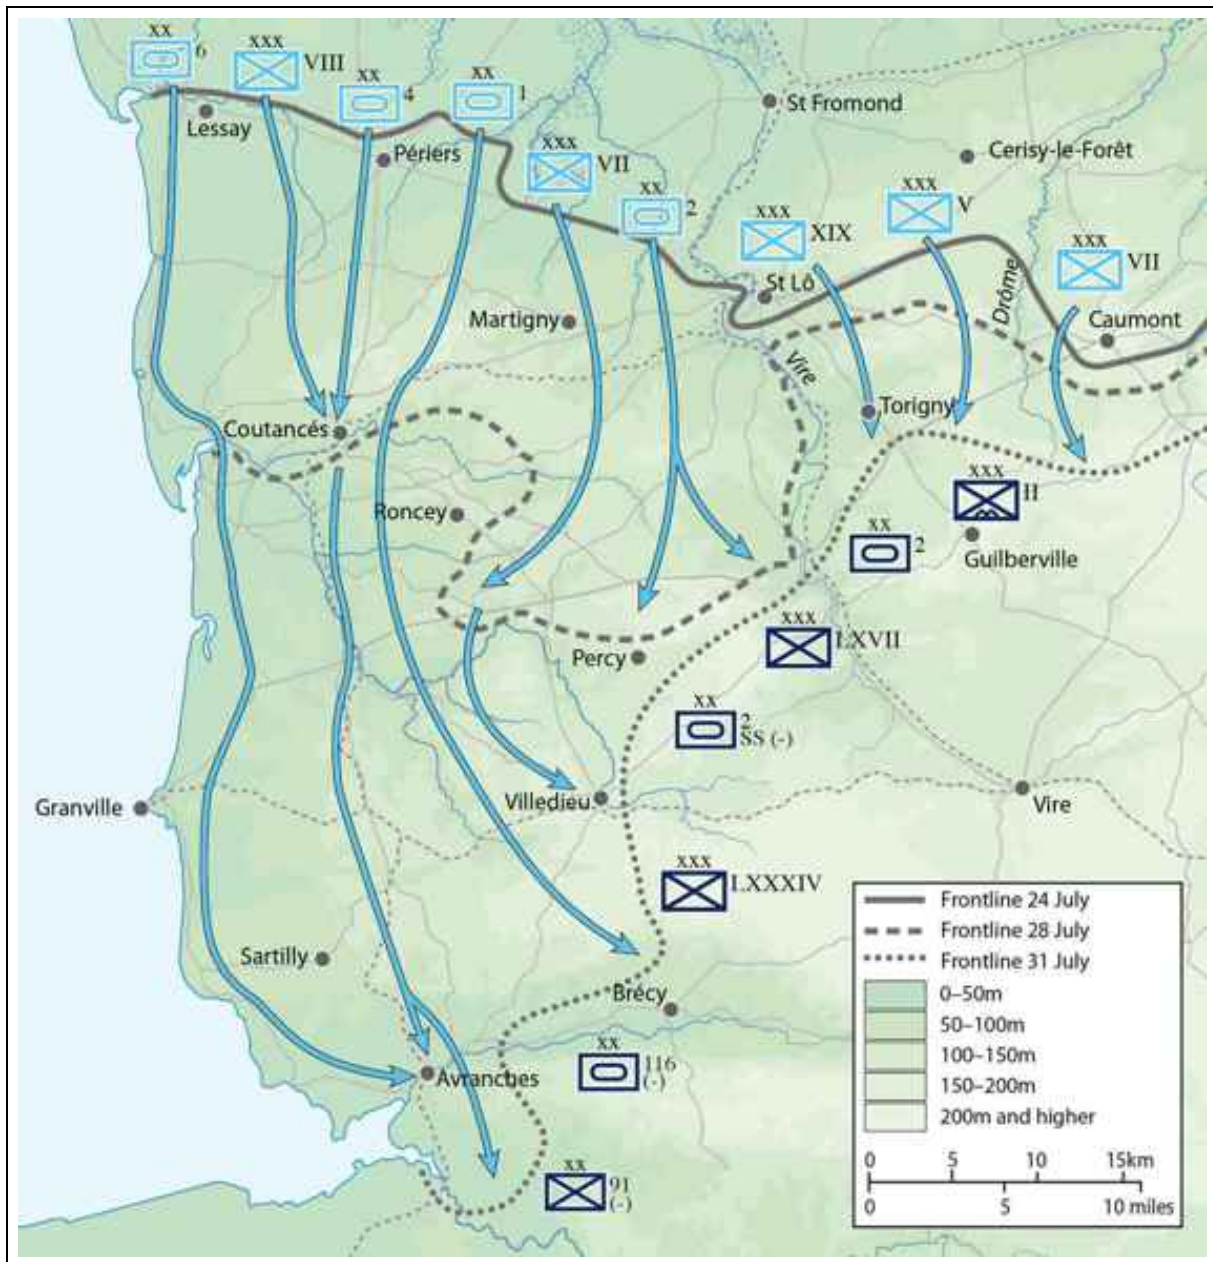 xx
6
xxx
VIII
xx
4
xx
1
xxx
VII
xx
2
xxx
XIX
xxx
V
xxx
VII
St Fromond
Lessay
Périers
Cerisy-le-Forêt
St Lô
Drôme
Martigny
Caumont
Vire
Torigny
Coutancés
xxx
II
Roncey
xx
2
Guilberville
xxx
LXVII
Percy
xx
2
SS (-)
Granville
Villedieu
Vire
xxx
LXXXIV
Sartilly
Brécy
xx
116
(-)
Avranches
xx
91
(-)
Frontline 24 July
Frontline 28 July
Frontline 31 July
0–50m
50–100m
100–150m
150–200m
200m and higher
0 5 10 15km
0 5 10 miles